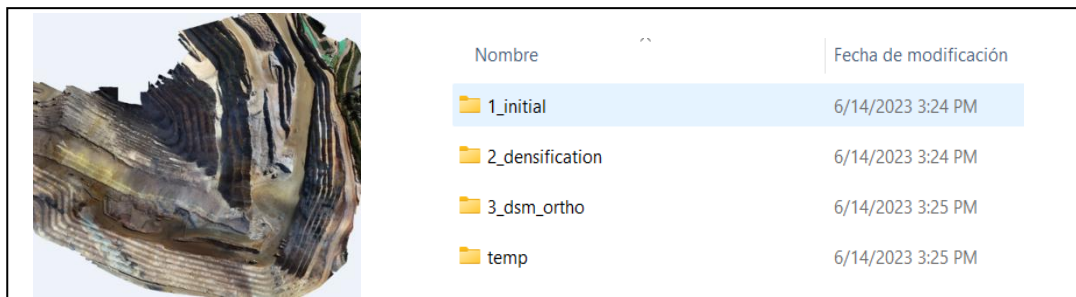 Nombre Fecha de modificación
1_initial 6/14/2023 3:24 PM
2_densification 6/14/2023 3:24 PM
3_dsm_ortho 6/14/2023 3:25 PM
temp 6/14/2023 3:25 PM